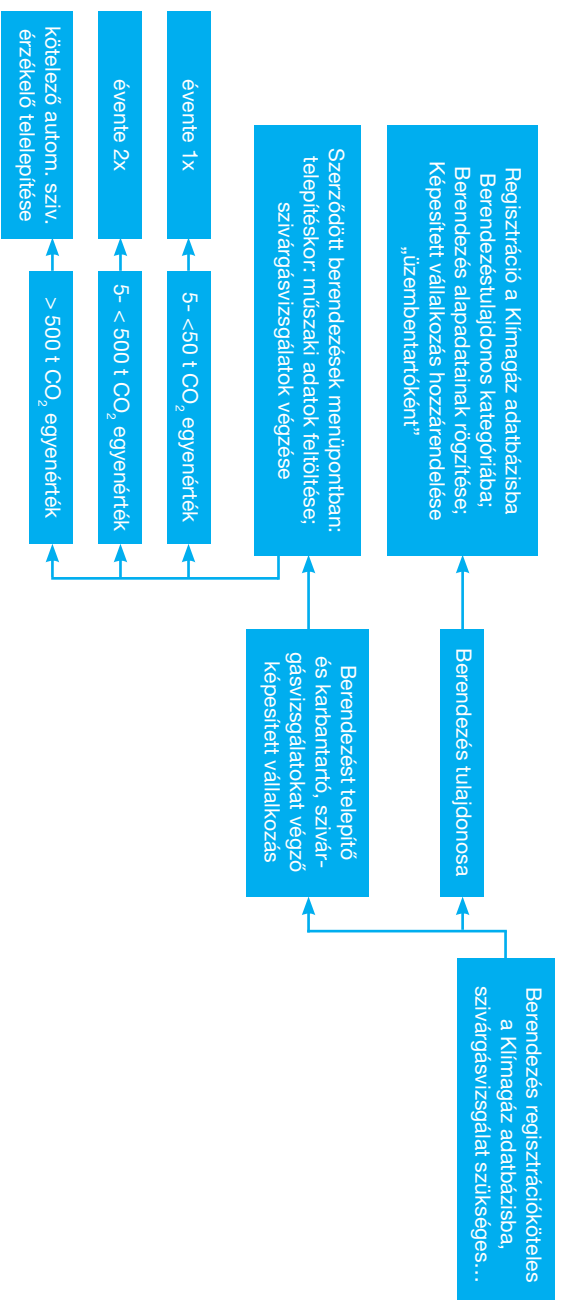 Berendezés regisztrációköteles
a Klímagáz adatbázisba,
szivárgásvizsgálat szükséges…
Berendezés tulajdonosa
Regisztráció a Klímagáz adatbázisba
Berendezéstulajdonos kategóriába;
Berendezés alapadatainak rögzítése;
Képesített vállalkozás hozzárendelése
„üzembentartóként”
Berendezést telepítő
és karbantartó, szivár-
gásvizsgálatokat végző
képesített vállalkozás
Szerződött berendezések menüpontban:
telepítéskor: műszaki adatok feltöltése;
szivárgásvizsgálatok végzése
5- <50 t CO₂ egyenérték
évente 1x
5- < 500 t CO₂ egyenérték
évente 2x
> 500 t CO₂ egyenérték
kötelező autom. sziv.
érzékelő telelepítése